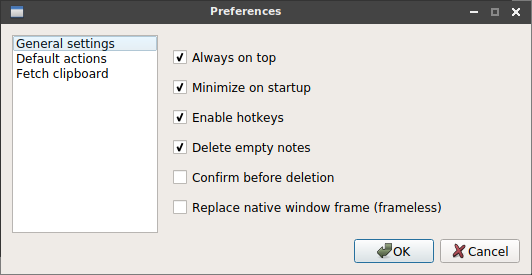 Preferences
General settings
Default actions
Fetch clipboard
Always on top
Minimize on startup
Enable hotkeys
Delete empty notes
Confirm before deletion
Replace native window frame (frameless)
OK
Cancel